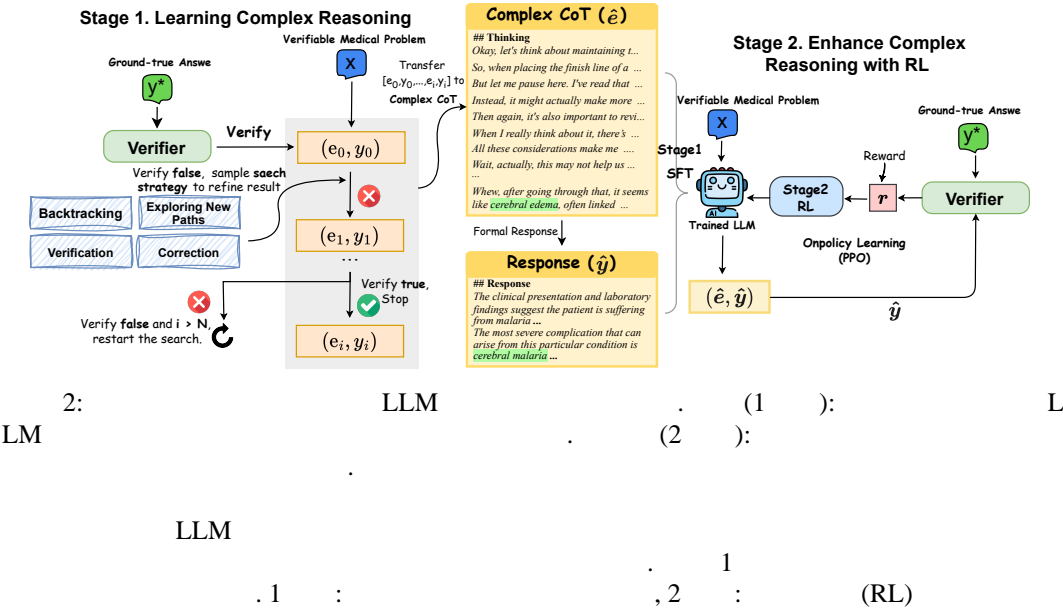 Stage 1. Learning Complex Reasoning
Ground-true Answe
y*
Verifier
Verify
Verifiable Medical Problem
X
(e₀, y₀)
Verify false, sample saech
strategy to refine result
Backtracking
Exploring New
Paths
Verification
Correction
(e₁, y₁)
...
Verify true,
Stop
Verify false and i > N,
restart the search.
(eᵢ, yᵢ)
Transfer
[e₀,y₀,...,eᵢ,yᵢ] to
Complex CoT
Complex CoT (ê)
## Thinking
Okay, let's think about maintaining t...
So, when placing the finish line of a ...
But let me pause here. I've read that ...
Instead, it might actually make more ...
Then again, it's also important to revi...
When I really think about it, there's ....
All these considerations make me ....
Wait, actually, this may not help us ...
...
Whew, after going through that, it seems
like cerebral edema, often linked ...
Formal Response
Response (ŷ)
## Response
The clinical presentation and laboratory
findings suggest the patient is suffering
from malaria ...
The most severe complication that can
arise from this particular condition is
cerebral malaria ...
Stage 2. Enhance Complex
Reasoning with RL
Verifiable Medical Problem
X
Stage1
SFT
AI
Trained LLM
(ê, ŷ)
Stage2
RL
Reward
r
Ground-true Answe
y*
Verifier
Onpolicy Learning
(PPO)
ŷ
2: LLM . (1 ): L
LM . (2 ):
.
LLM
. 1
. 1 : , 2 : (RL)